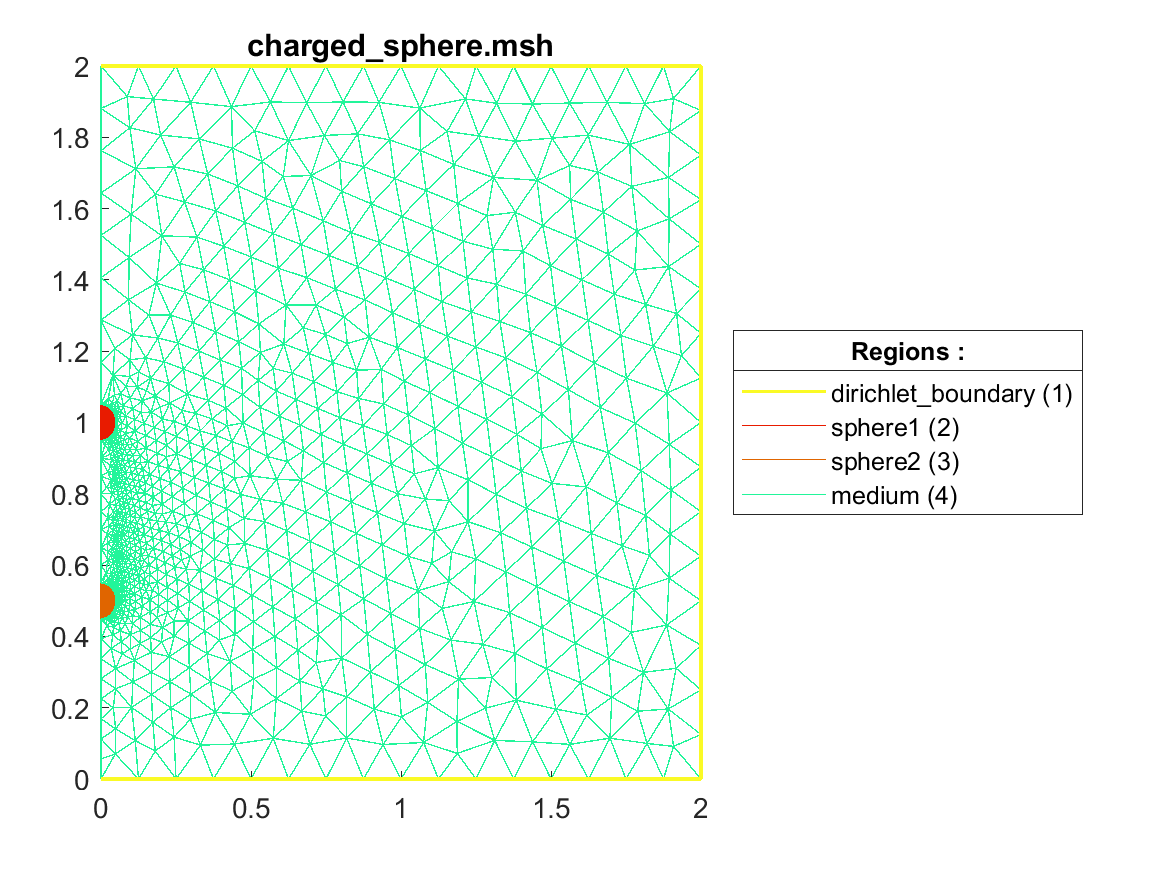 charged_sphere.msh
2
1.8
1.6
1.4
1.2
1
0.8
0.6
0.4
0.2
0
0 0.5 1 1.5 2
Regions :
dirichlet_boundary (1)
sphere1 (2)
sphere2 (3)
medium (4)